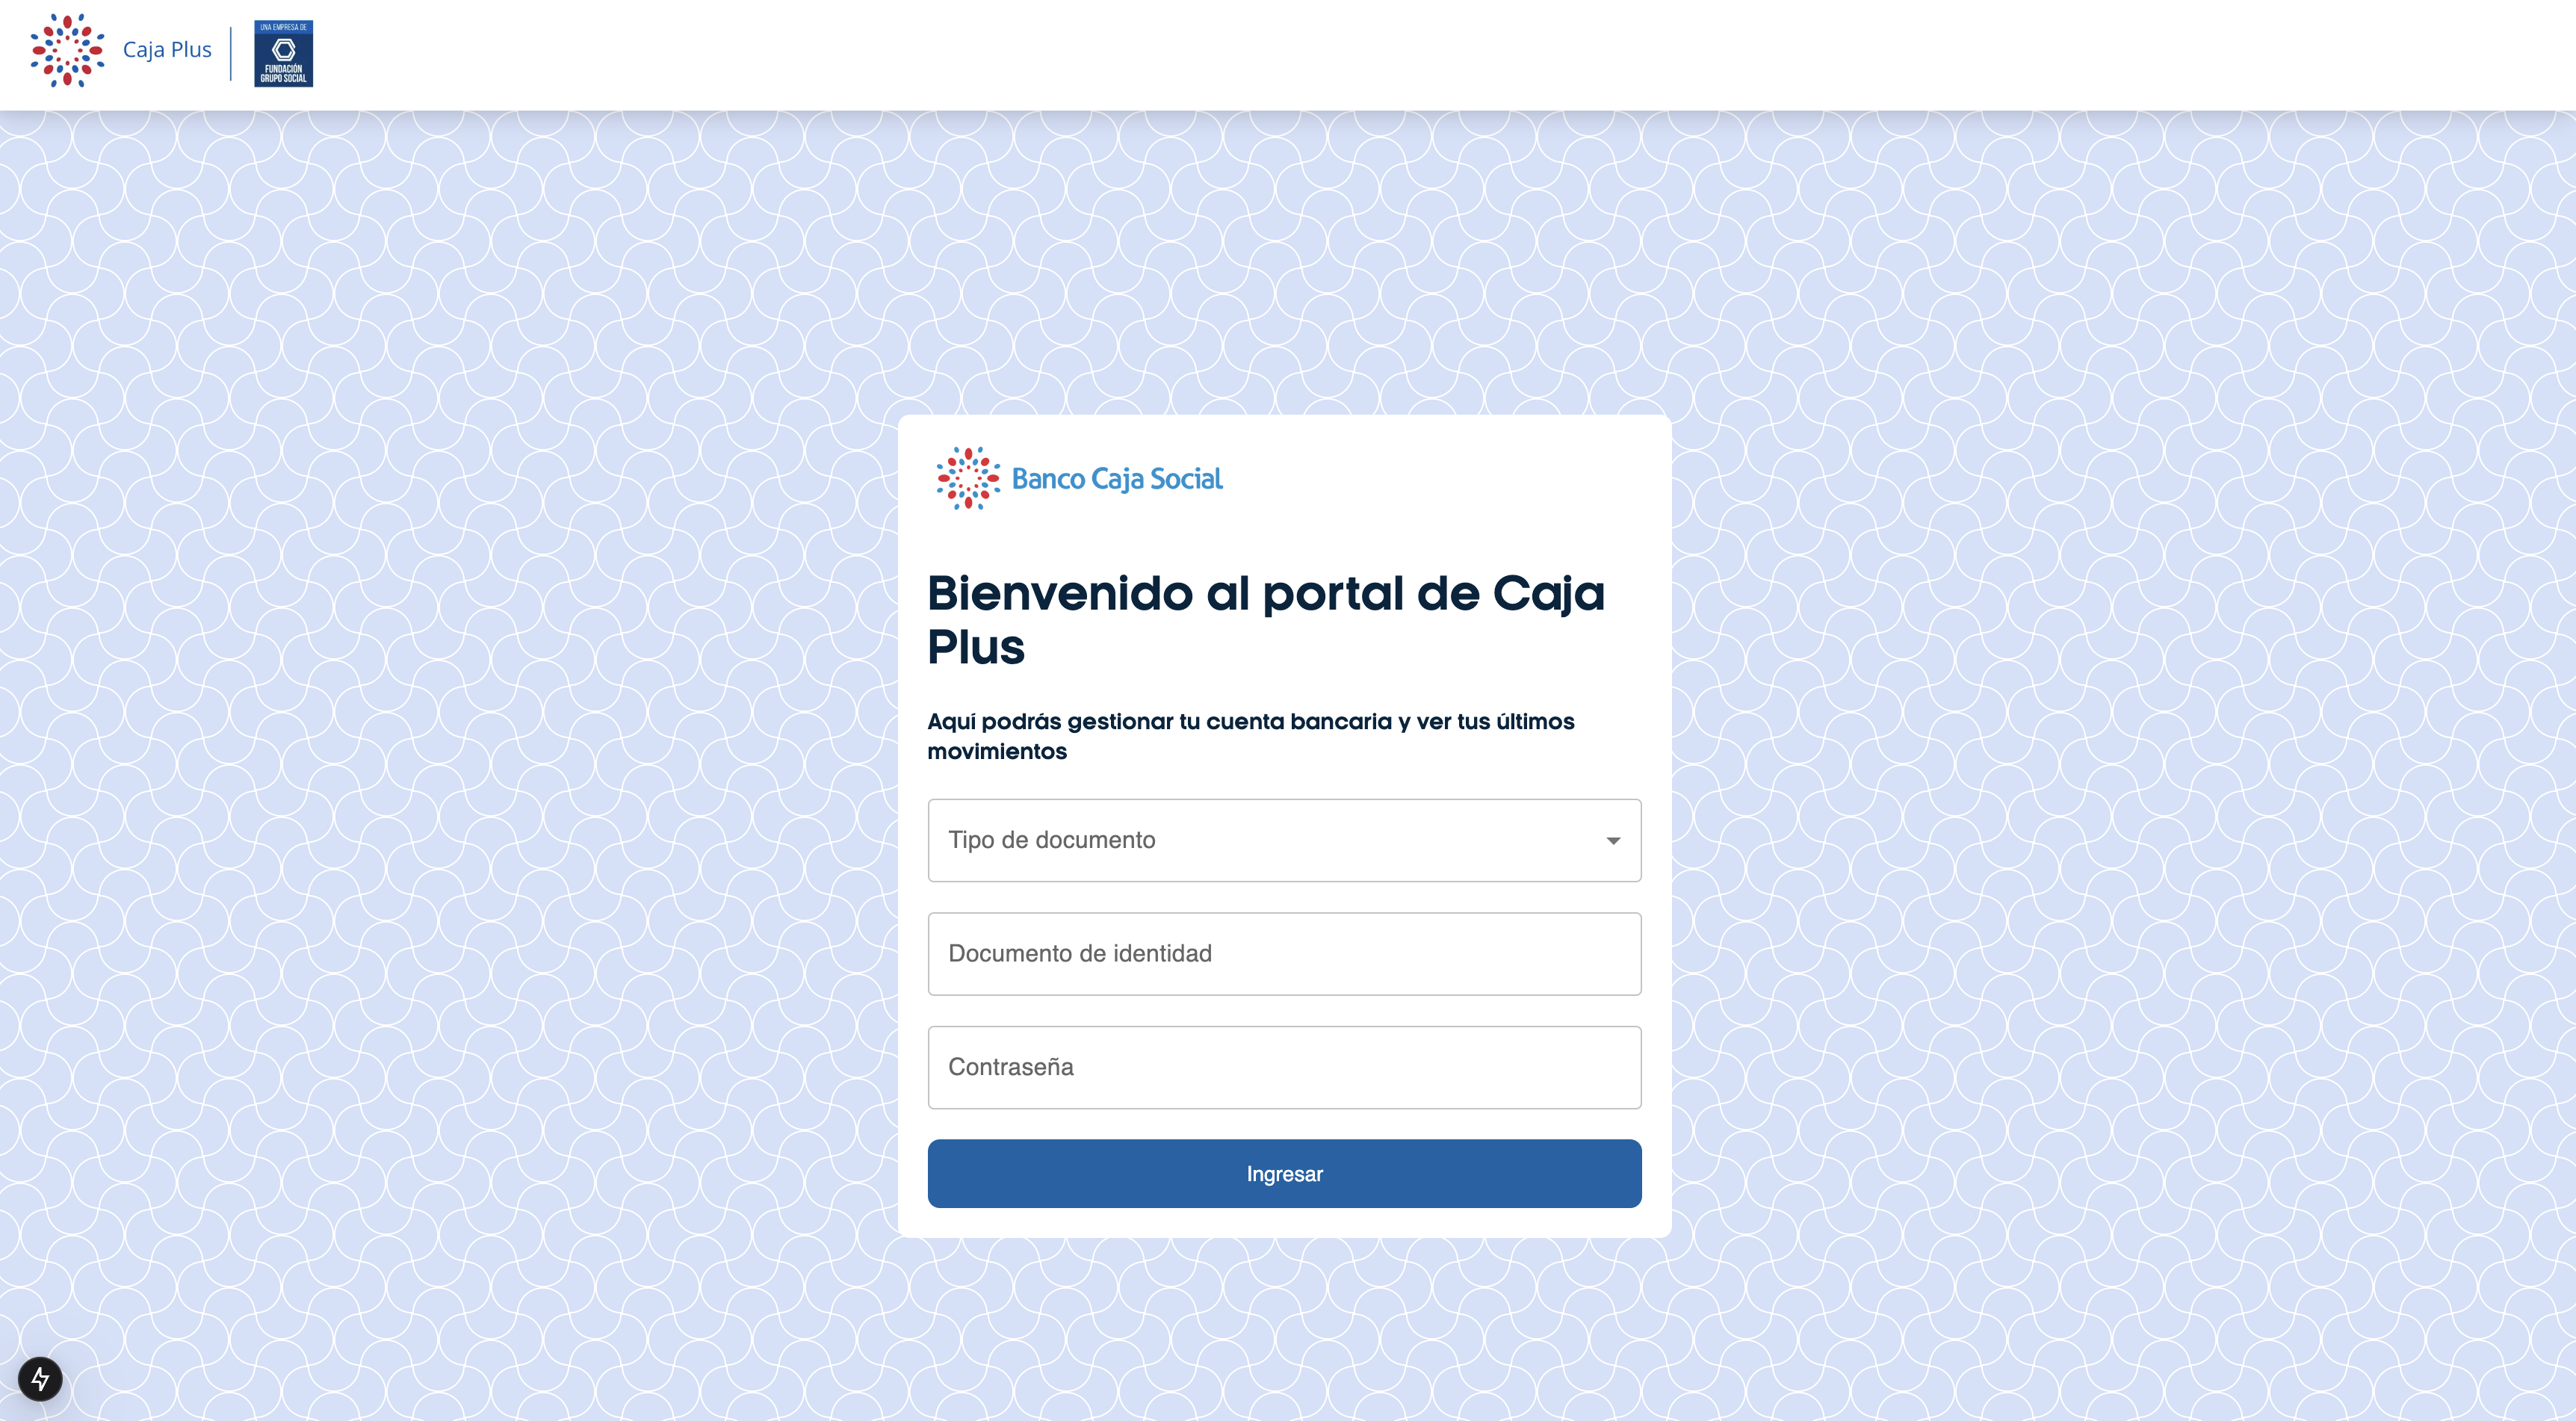 Caja Plus
UNA EMPRESA DE
FUNDACIÓN
GRUPO SOCIAL
Banco Caja Social
Bienvenido al portal de Caja
Plus
Aquí podrás gestionar tu cuenta bancaria y ver tus últimos
movimientos
Tipo de documento
Documento de identidad
Contraseña
Ingresar